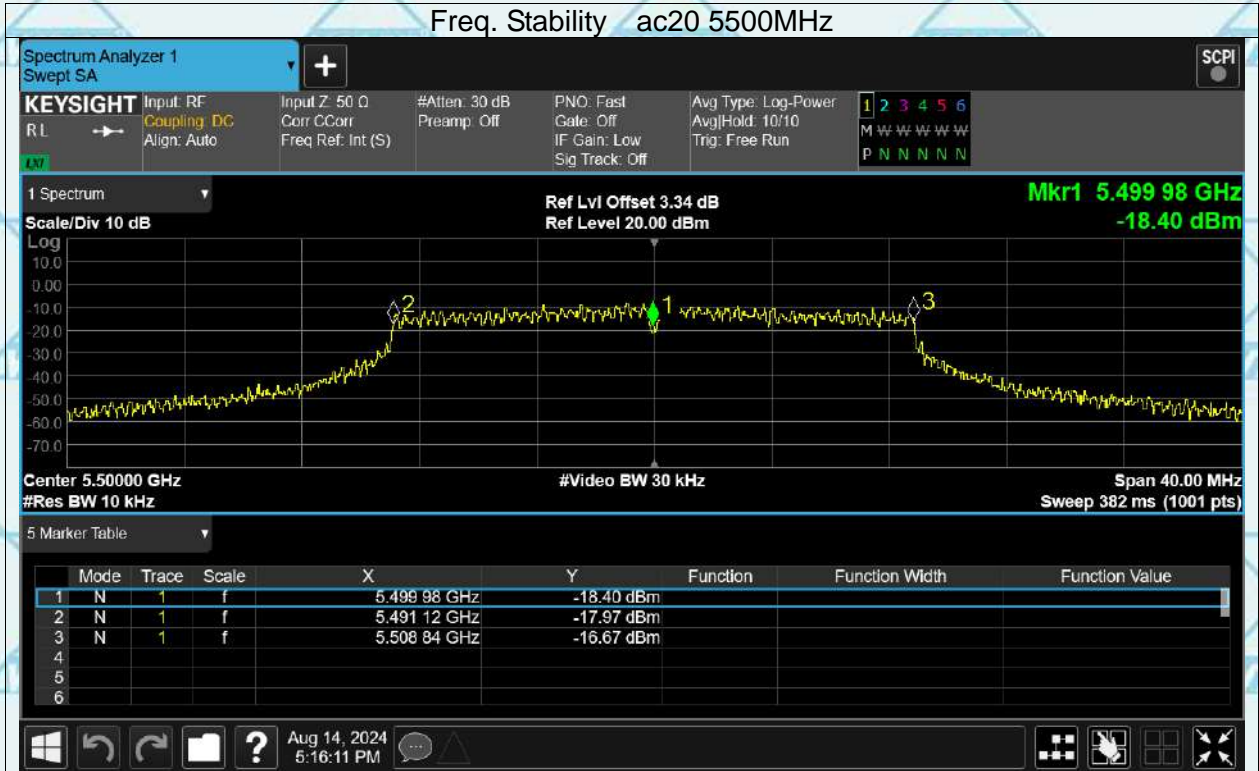 Freq. Stability ac20 5500MHz
Spectrum Analyzer 1
Swept SA
+
SCPI
KEYSIGHT Input: RF Input Z: 50 Ω #Atten: 30 dB PNO: Fast Avg Type: Log-Power 1 2 3 4 5 6
RL Coupling: DC Corr CCorr Preamp: Off Gate: Off Avg|Hold: 10/10 M W W W W W W
Align: Auto Freq Ref: Int (S) IF Gain: Low Trig: Free Run P N N N N N N
LXI Sig Track: Off
1 Spectrum Ref Lvl Offset 3.34 dB Mkr1 5.499 98 GHz
Scale/Div 10 dB Ref Level 20.00 dBm -18.40 dBm
Log
10.0
0.00
-10.0
2 1 3
-20.0
-30.0
-40.0
-50.0
-60.0
-70.0
Center 5.50000 GHz #Video BW 30 kHz Span 40.00 MHz
#Res BW 10 kHz Sweep 382 ms (1001 pts)
5 Marker Table
Mode Trace Scale X Y Function Function Width Function Value
1 N 1 f 5.499 98 GHz -18.40 dBm
2 N 1 f 5.491 12 GHz -17.97 dBm
3 N 1 f 5.508 84 GHz -16.67 dBm
4
5
6
? Aug 14, 2024
5:16:11 PM